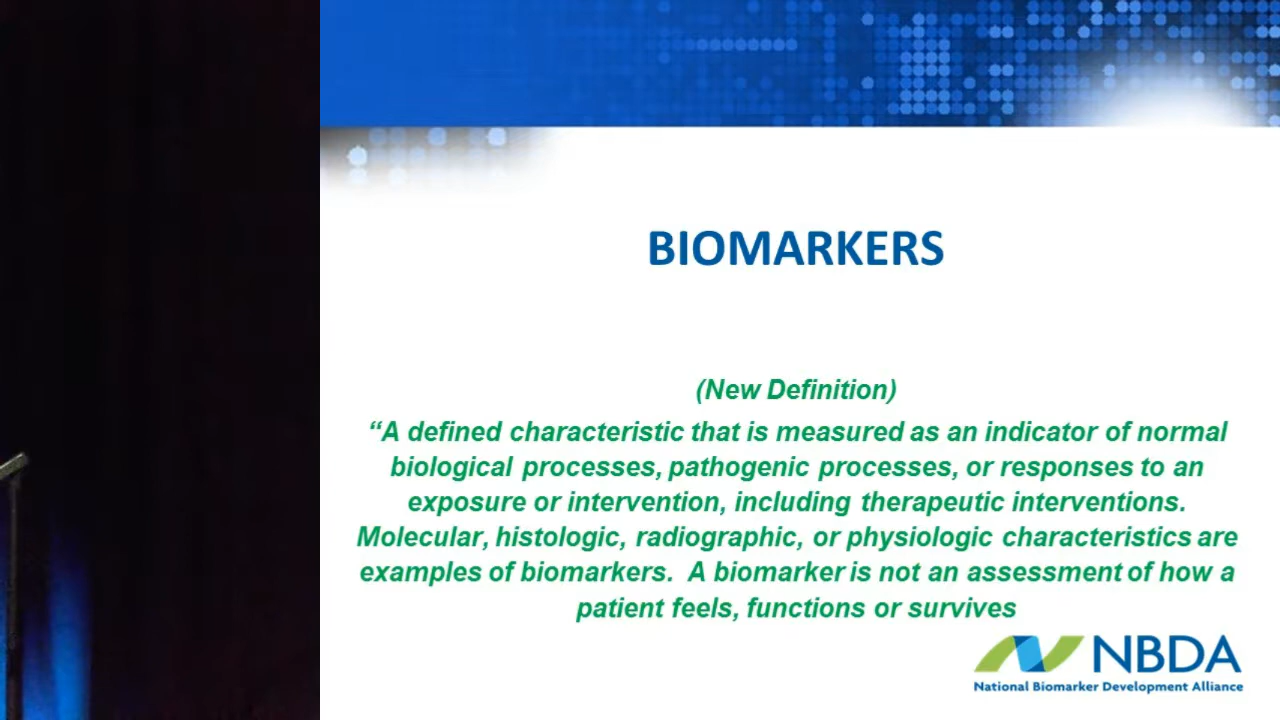 BIOMARKERS
(New Definition)
“A defined characteristic that is measured as an indicator of normal
biological processes, pathogenic processes, or responses to an
exposure or intervention, including therapeutic interventions.
Molecular, histologic, radiographic, or physiologic characteristics are
examples of biomarkers.  A biomarker is not an assessment of how a
patient feels, functions or survives
NBDA
National Biomarker Development Alliance